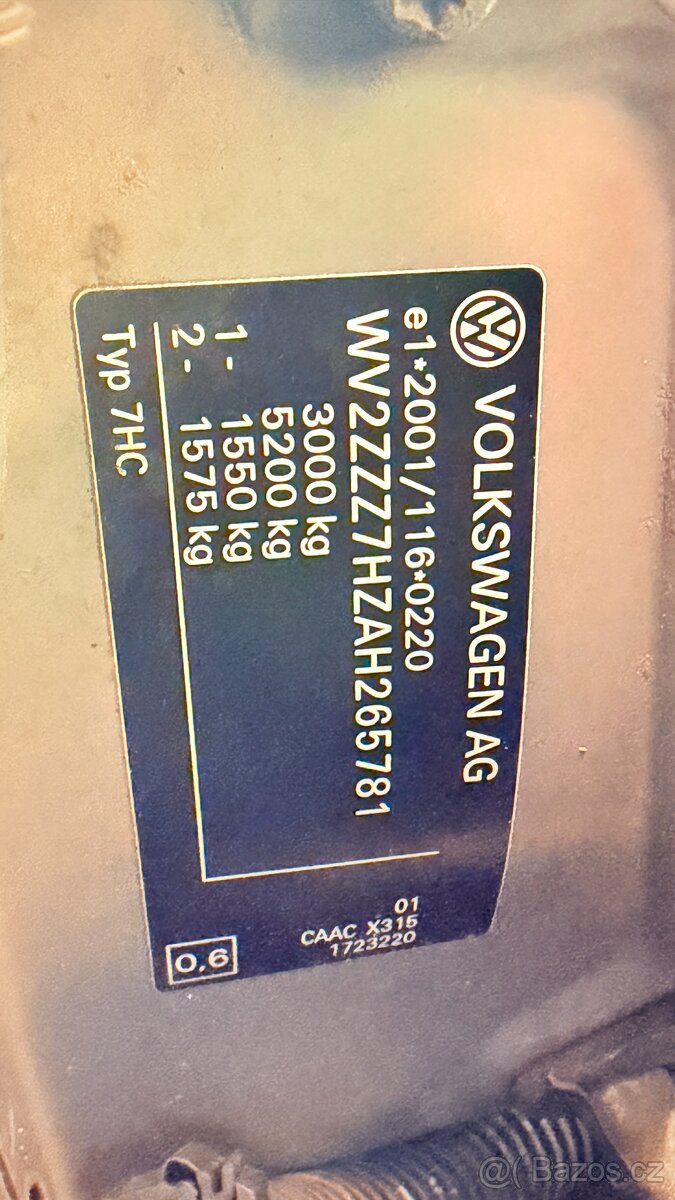 VOLKSWAGEN AG
e1*2001/116*0220
WV2ZZZ7HZAH265781
3000 kg
5200 kg
1 - 1550 kg
2 - 1575 kg
Typ 7HC
01
CAAC X315
1723220
0.6
@( Bazos.cz